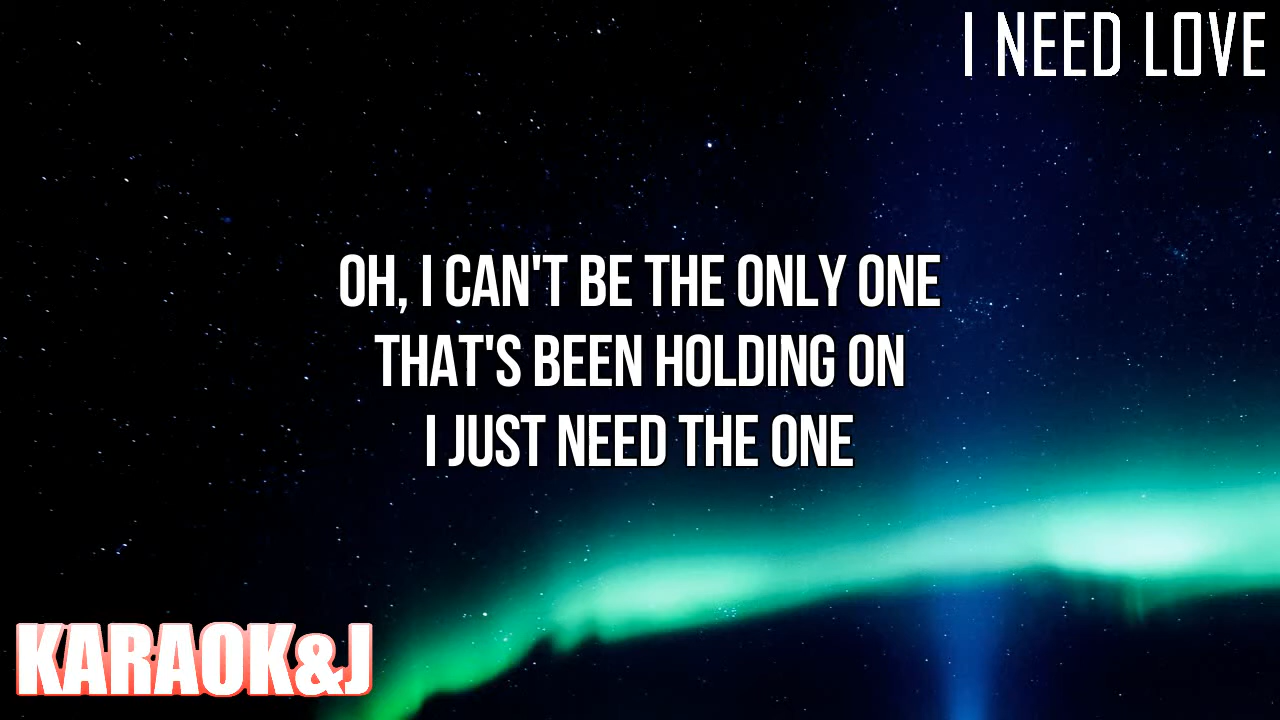 I NEED LOVE
OH, I CAN'T BE THE ONLY ONE
THAT'S BEEN HOLDING ON
I JUST NEED THE ONE
KARAOK&J